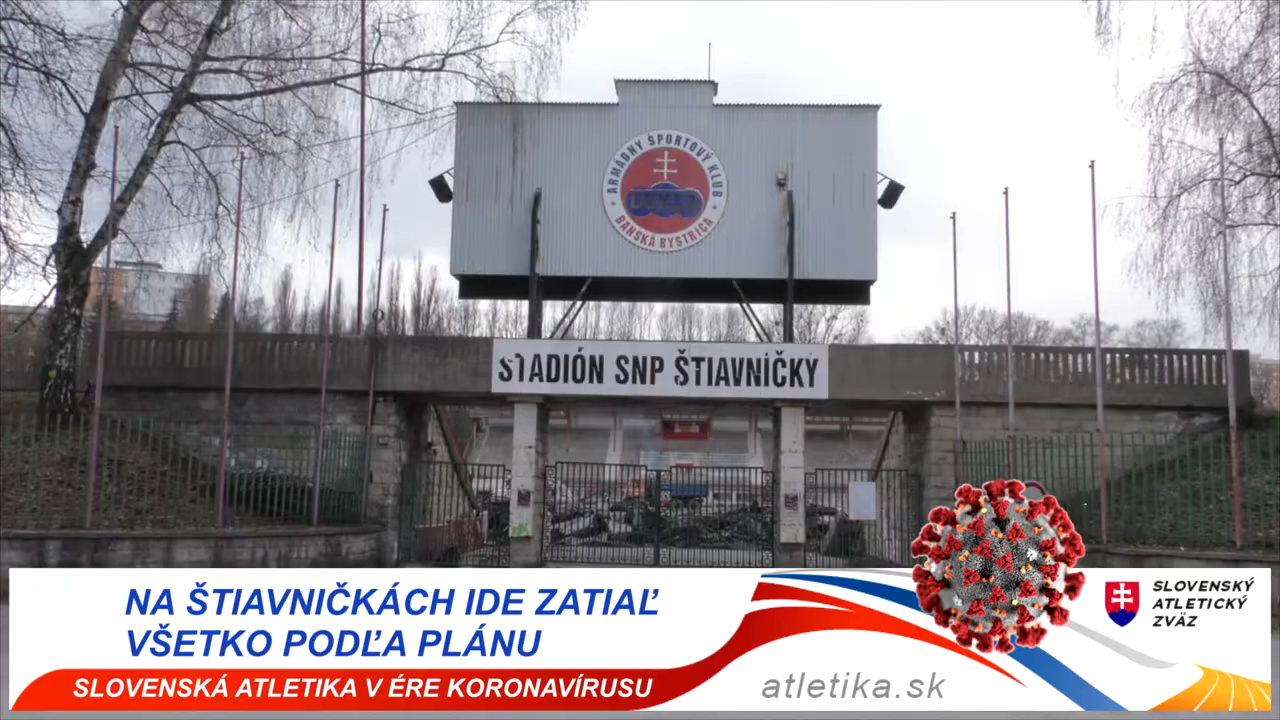 ARMÁDNY ŠPORTOVÝ KLUB
DUKLA
BANSKÁ BYSTRICA
STADIÓN SNP ŠTIAVNIČKY
NA ŠTIAVNIČKÁCH IDE ZATIAĽ
VŠETKO PODĽA PLÁNU
SLOVENSKÁ ATLETIKA V ÉRE KORONAVÍRUSU
atletika.sk
SLOVENSKÝ
ATLETICKÝ
ZVÄZ